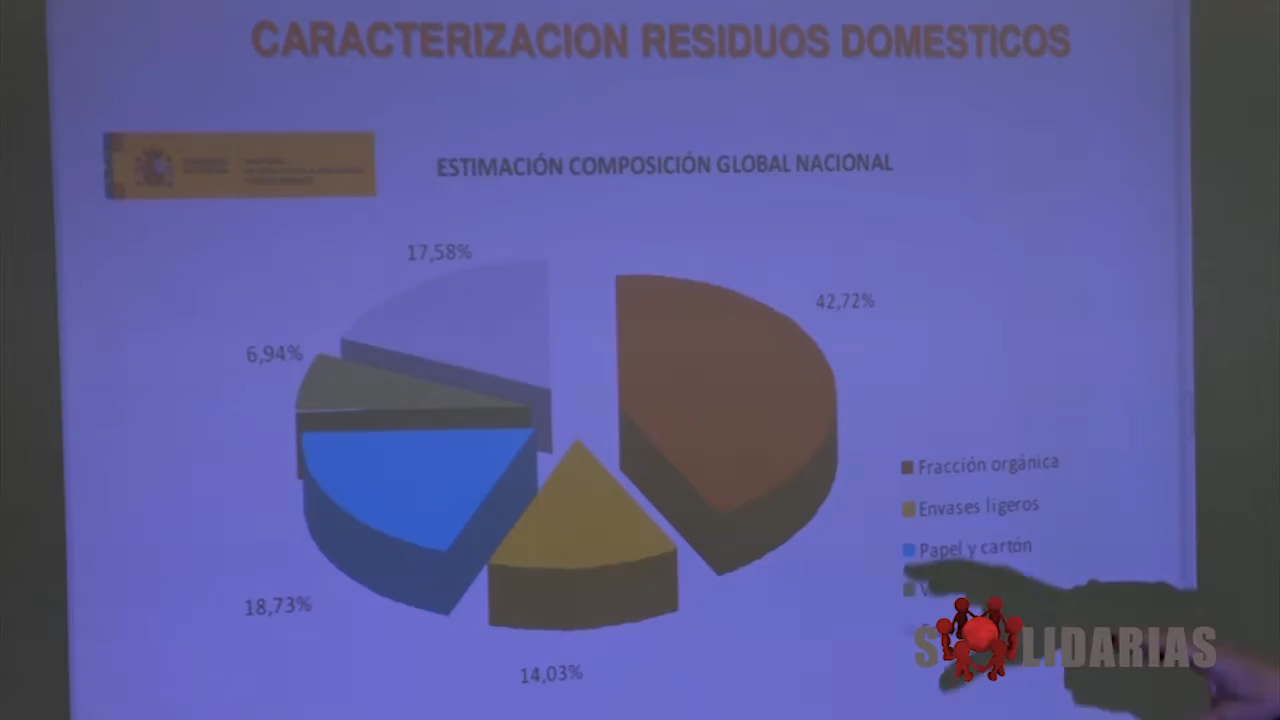 CARACTERIZACION RESIDUOS DOMESTICOS
ESTIMACIÓN COMPOSICIÓN GLOBAL NACIONAL
17,58%
42,72%
6,94%
18,73%
14,03%
Fracción orgánica
Envases ligeros
Papel y cartón
SOLIDARIAS